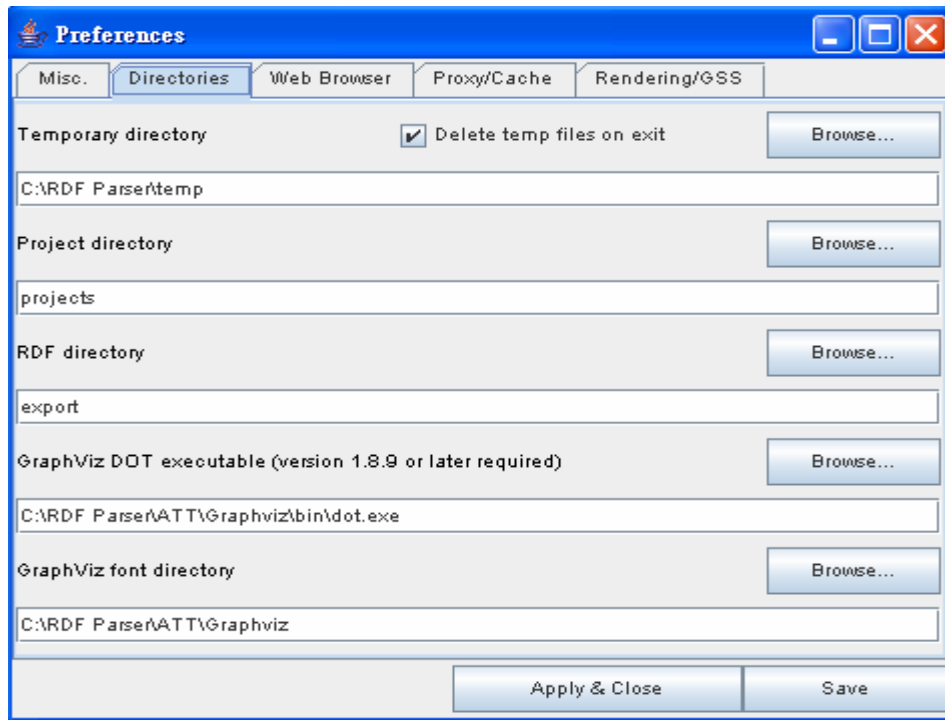 Preferences
Misc. Directories Web Browser Proxy/Cache Rendering/GSS
Temporary directory Delete temp files on exit Browse...
C:\RDF Parser\temp
Project directory Browse...
projects
RDF directory Browse...
export
GraphViz DOT executable (version 1.8.9 or later required) Browse...
C:\RDF Parser\ATT\Graphviz\bin\dot.exe
GraphViz font directory Browse...
C:\RDF Parser\ATT\Graphviz
Apply & Close Save